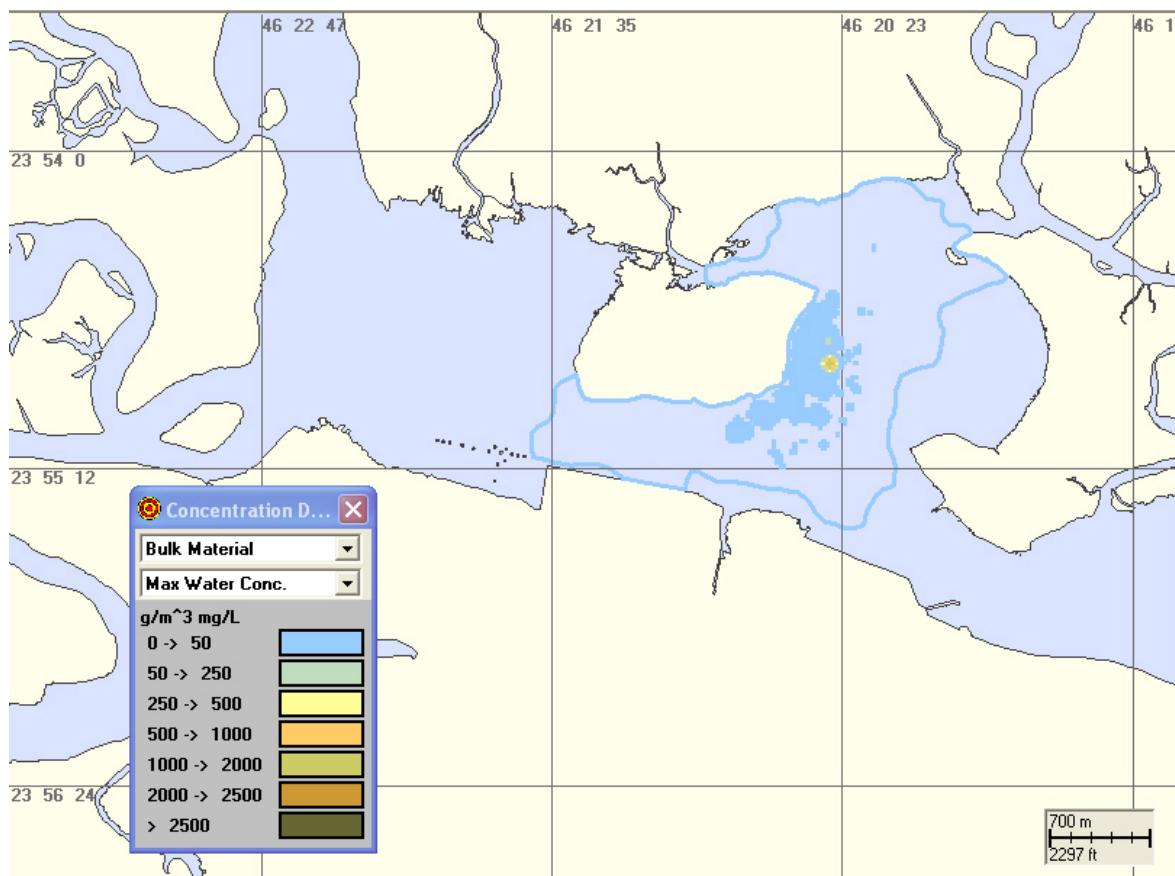 46 22 47
46 21 35
46 20 23
46 1
23 54 0
23 55 12
23 56 24
Concentration D...
Bulk Material
Max Water Conc.
g/m^3 mg/L
0 -> 50
50 -> 250
250 -> 500
500 -> 1000
1000 -> 2000
2000 -> 2500
> 2500
700 m
2297 ft